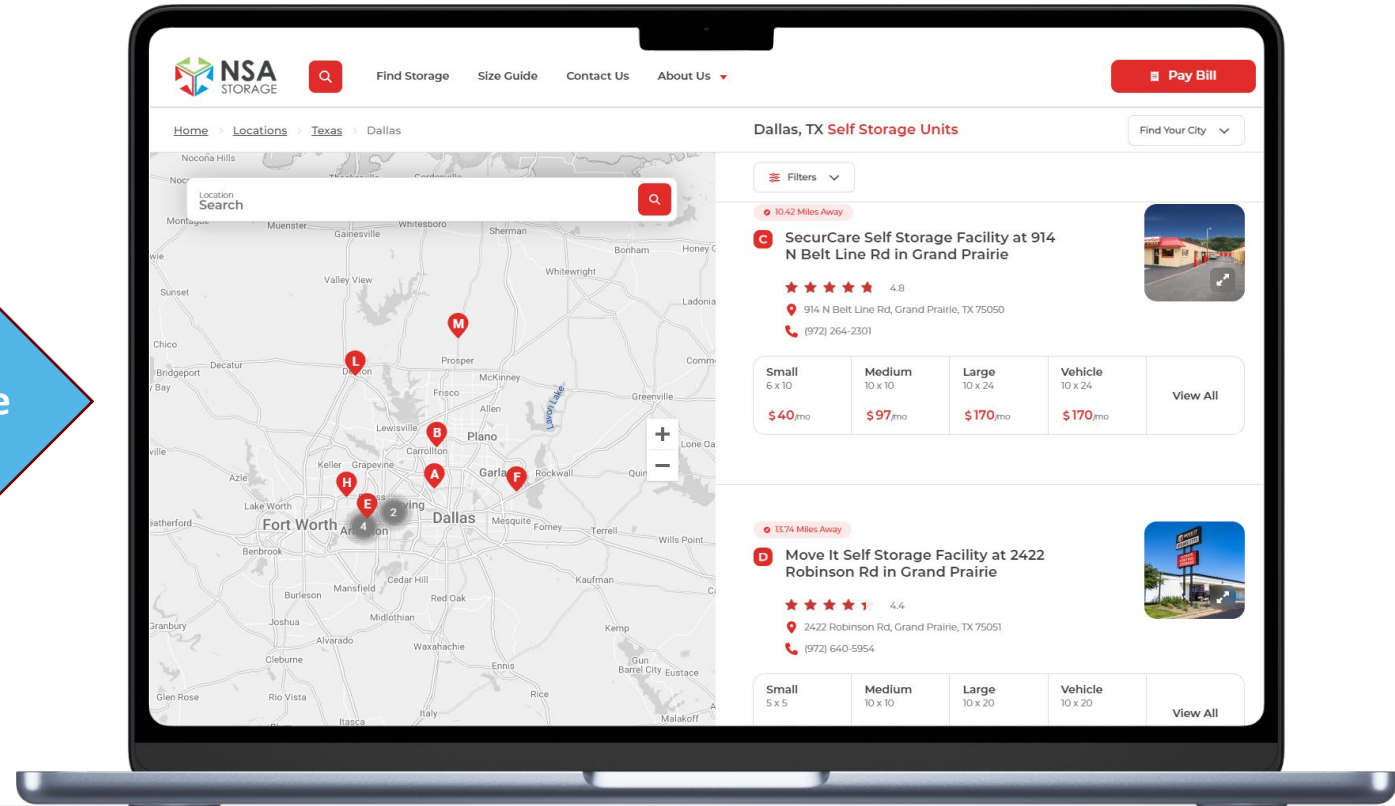 NSA
STORAGE
Find Storage
Size Guide
Contact Us
About Us
Pay Bill
Home
Locations
Texas
Dallas
Dallas, TX Self Storage Units
Find Your City
Location
Search
Nocona Hills
Muenster
Gainesville
Whitesboro
Sherman
Bonham
Whitewright
Valley View
Sunset
Ladonia
Chico
M
L
Prosper
Decatur
Bridgeport
McKinney
Frisco
Greenville
Allen
Lavon Lake
Lewisville
B
Plano
Carrollton
Keller
Grapevine
A
F
Rockwall
Azle
H
E
Lake Worth
2
4
Fort Worth
Dallas
Mesquite
Forney
Terrell
Wills Point
Benbrook
Cedar Hill
Kaufman
Burleson
Mansfield
Red Oak
Joshua
Midlothian
Kemp
Alvarado
Waxahachie
Cleburne
Ennis
Gun
Barrel City
Eustace
Glen Rose
Rio Vista
Rice
Italy
Itasca
Malakoff
Filters
10.42 Miles Away
C
SecurCare Self Storage Facility at 914
N Belt Line Rd in Grand Prairie
4.8
914 N Belt Line Rd, Grand Prairie, TX 75050
(972) 264-2301
Small Medium Large Vehicle
6 x 10 10 x 10 10 x 24 10 x 24
View All
$40/mo $97/mo $170/mo $170/mo
13.74 Miles Away
D
Move It Self Storage Facility at 2422
Robinson Rd in Grand Prairie
4.4
2422 Robinson Rd, Grand Prairie, TX 75051
(972) 640-5954
Small Medium Large Vehicle
5 x 5 10 x 10 10 x 20 10 x 20
View All